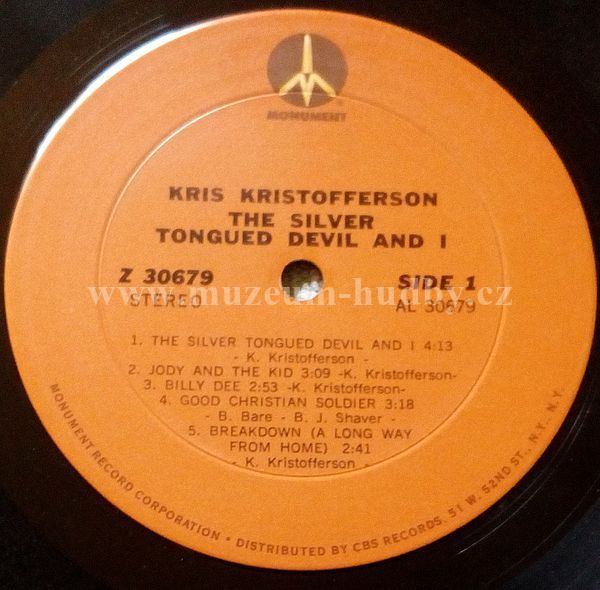 MONUMENT
KRIS KRISTOFFERSON
THE SILVER
TONGUED DEVIL AND I
Z 30679
STEREO
SIDE 1
AL 30679
www.muzeum-hudby.cz
1. THE SILVER TONGUED DEVIL AND I 4:13
- K. Kristofferson -
2. JODY AND THE KID 3:09 -K. Kristofferson-
3. BILLY DEE 2:53 -K. Kristofferson-
4. GOOD CHRISTIAN SOLDIER 3:18
- B. Bare - B. J. Shaver -
5. BREAKDOWN (A LONG WAY
FROM HOME) 2:41
- K. Kristofferson -
MONUMENT RECORD CORPORATION • DISTRIBUTED BY CBS RECORDS. 51 W. 52ND ST., N.Y., N.Y.